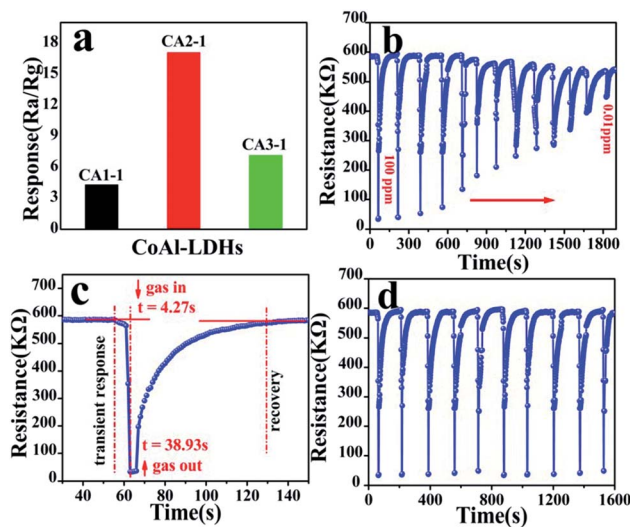 a
Response(Ra/Rg)
18
15
12
9
6
3
0
CA1-1
CA2-1
CA3-1
CoAl-LDHs
b
Resistance(KΩ)
700
600
500
400
300
200
100
0
100 ppm
0.01ppm
0 300 600 900 1200 1500 1800
Time(s)
c
Resistance(KΩ)
700
600
500
400
300
200
100
0
gas in
t = 4.27s
transient response
recovery
t = 38.93s
gas out
40 60 80 100 120 140
Time(s)
d
Resistance(KΩ)
700
600
500
400
300
200
100
0
0 400 800 1200 1600
Time(s)